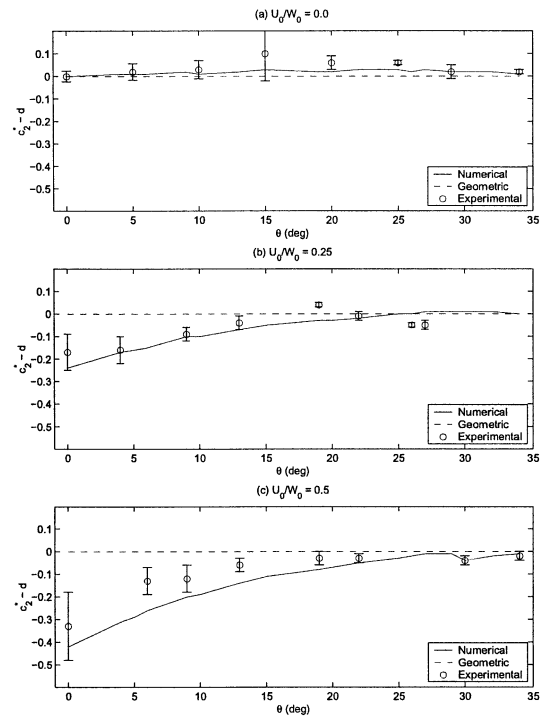 (a) U0/W0 = 0.0
0.1
0
−0.1
−0.2
−0.3
−0.4
−0.5
c2* − d
Numerical
Geometric
Experimental
0 5 10 15 20 25 30 35
θ (deg)
(b) U0/W0 = 0.25
0.1
0
−0.1
−0.2
−0.3
−0.4
−0.5
c2* − d
Numerical
Geometric
Experimental
0 5 10 15 20 25 30 35
θ (deg)
(c) U0/W0 = 0.5
0.1
0
−0.1
−0.2
−0.3
−0.4
−0.5
c2* − d
Numerical
Geometric
Experimental
0 5 10 15 20 25 30 35
θ (deg)